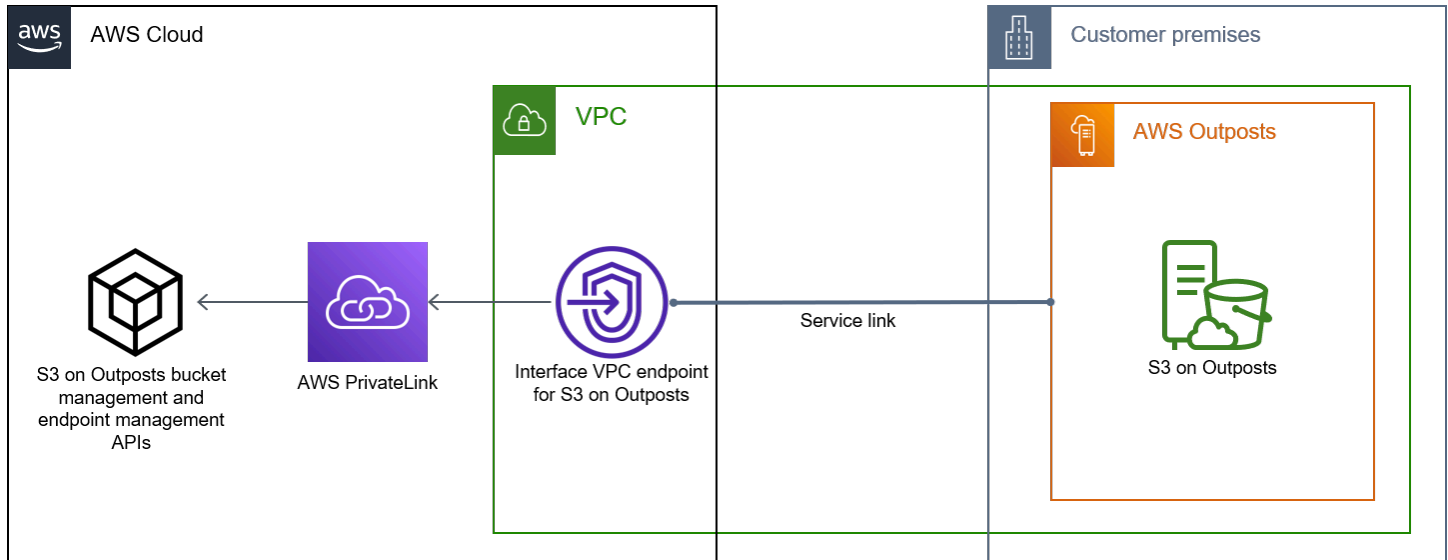 aws
AWS Cloud
Customer premises
VPC
AWS Outposts
Service link
S3 on Outposts bucket
management and
endpoint management
APIs
AWS PrivateLink
Interface VPC endpoint
for S3 on Outposts
S3 on Outposts